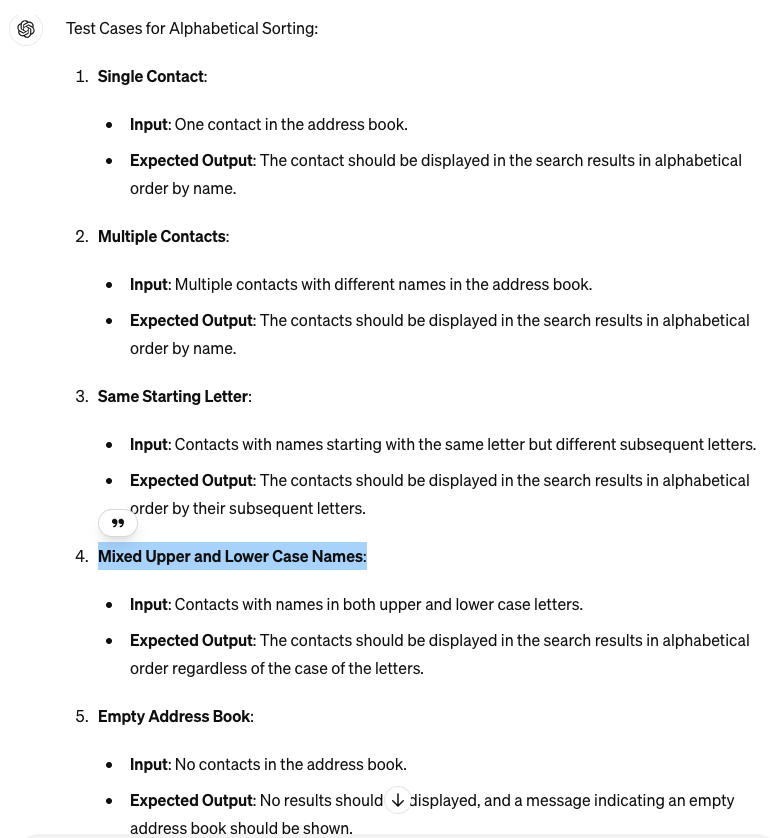 Test Cases for Alphabetical Sorting:
1. Single Contact:
• Input: One contact in the address book.
• Expected Output: The contact should be displayed in the search results in alphabetical
order by name.
2. Multiple Contacts:
• Input: Multiple contacts with different names in the address book.
• Expected Output: The contacts should be displayed in the search results in alphabetical
order by name.
3. Same Starting Letter:
• Input: Contacts with names starting with the same letter but different subsequent letters.
• Expected Output: The contacts should be displayed in the search results in alphabetical
order by their subsequent letters.
4. Mixed Upper and Lower Case Names:
• Input: Contacts with names in both upper and lower case letters.
• Expected Output: The contacts should be displayed in the search results in alphabetical
order regardless of the case of the letters.
5. Empty Address Book:
• Input: No contacts in the address book.
• Expected Output: No results should displayed, and a message indicating an empty
address book should be shown.